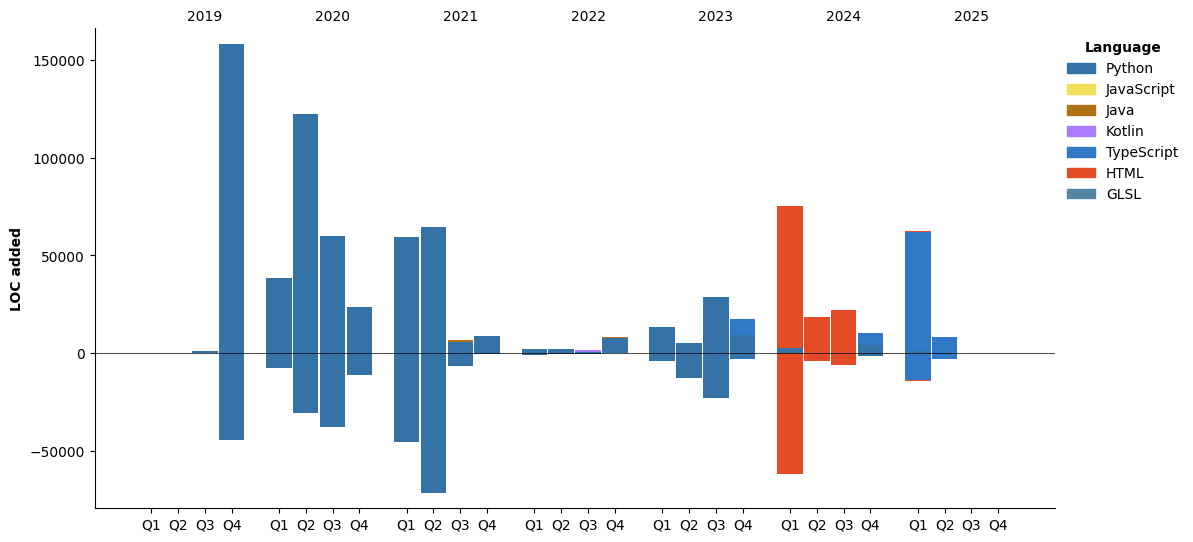 2019 2020 2021 2022 2023 2024 2025
Language
Python
JavaScript
Java
Kotlin
TypeScript
HTML
GLSL
LOC added
150000
100000
50000
0
−50000
Q1 Q2 Q3 Q4 Q1 Q2 Q3 Q4 Q1 Q2 Q3 Q4 Q1 Q2 Q3 Q4 Q1 Q2 Q3 Q4 Q1 Q2 Q3 Q4 Q1 Q2 Q3 Q4